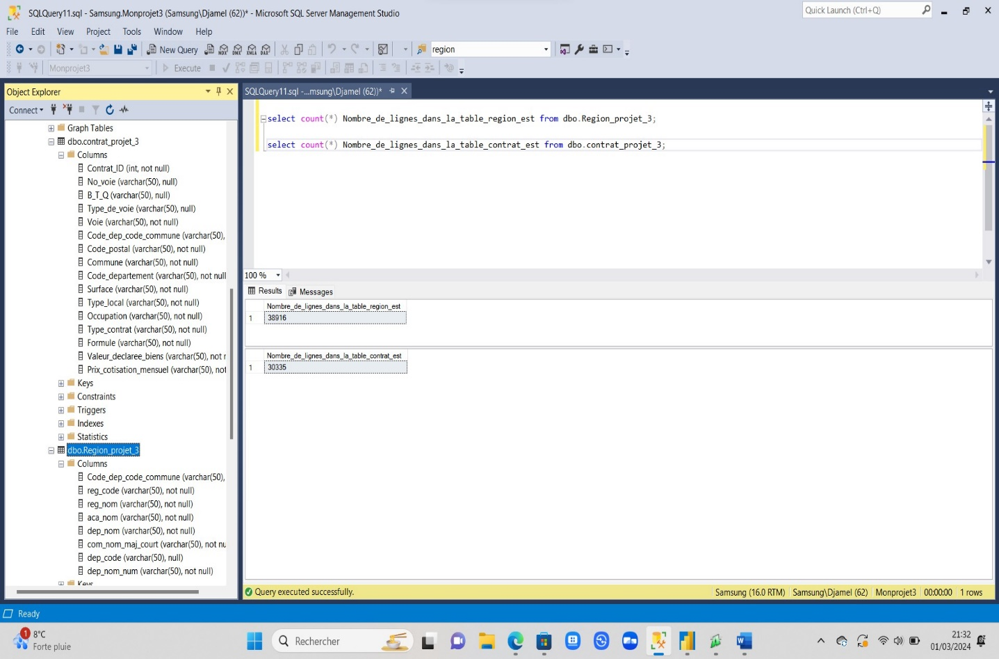 SQLQuery11.sql - Samsung.Monprojet3 (Samsung\Djamel (62))* - Microsoft SQL Server Management Studio
Quick Launch (Ctrl+Q)
File Edit View Project Tools Window Help
New Query
MDX DMX XMLA DAX
region
Monprojet3
Execute
Object Explorer
SQLQuery11.sql -...msung\Djamel (62))*
Connect
Graph Tables
dbo.contrat_projet_3
Columns
Contrat_ID (int, not null)
No_voie (varchar(50), null)
B_T_Q (varchar(50), null)
Type_de_voie (varchar(50), null)
Voie (varchar(50), not null)
Code_dep_code_commune (varchar(50),
Code_postal (varchar(50), not null)
Commune (varchar(50), not null)
Code_departement (varchar(50), not null
Surface (varchar(50), not null)
Type_local (varchar(50), not null)
Occupation (varchar(50), not null)
Type_contrat (varchar(50), not null)
Formule (varchar(50), not null)
Valeur_declaree_biens (varchar(50), not r
Prix_cotisation_mensuel (varchar(50), not
Keys
Constraints
Triggers
Indexes
Statistics
dbo.Region_projet_3
Columns
Code_dep_code_commune (varchar(50),
reg_code (varchar(50), not null)
reg_nom (varchar(50), not null)
aca_nom (varchar(50), not null)
dep_nom (varchar(50), not null)
com_nom_maj_court (varchar(50), not nu
dep_code (varchar(50), null)
dep_nom_num (varchar(50), not null)
Keys
select count(*) Nombre_de_lignes_dans_la_table_region_est from dbo.Region_projet_3;
select count(*) Nombre_de_lignes_dans_la_table_contrat_est from dbo.contrat_projet_3;
100 %
Results Messages
Nombre_de_lignes_dans_la_table_region_est
1 38916
Nombre_de_lignes_dans_la_table_contrat_est
1 30335
Query executed successfully.
Samsung (16.0 RTM) Samsung\Djamel (62) Monprojet3 00:00:00 1 rows
Ready
1
8°C
Forte pluie
Rechercher
21:32
01/03/2024